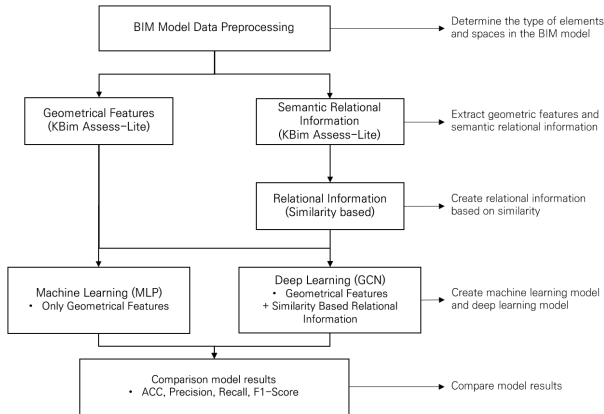 BIM Model Data Preprocessing
Determine the type of elements
and spaces in the BIM model
Geometrical Features
(KBim Assess-Lite)
Semantic Relational
Information
(KBim Assess-Lite)
Extract geometric features and
semantic relational information
Relational Information
(Similarity based)
Create relational information
based on similarity
Machine Learning (MLP)
• Only Geometrical Features
Deep Learning (GCN)
• Geometrical Features
+ Similarity Based Relational
Information
Create machine learning model
and deep learning model
Comparison model results
• ACC, Precision, Recall, F1-Score
Compare model results